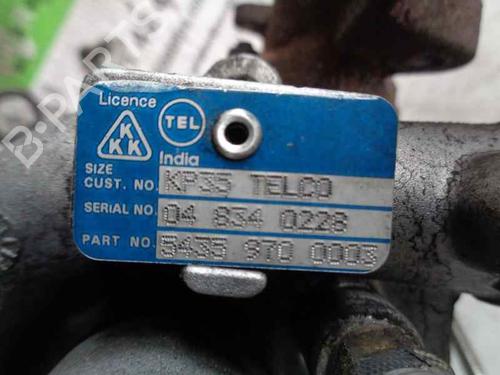 B-PARTS
Licence
K
KK
TEL
India
SIZE
CUST. NO. KP35 TELCO
SERIAL NO. 04 834 0228
PART NO. 5435 970 0003